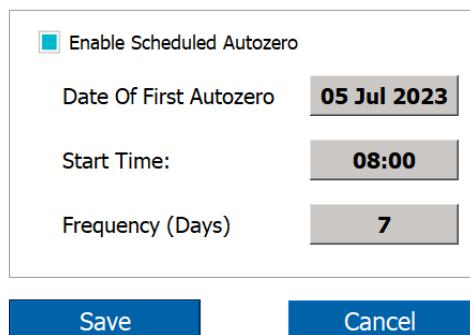 Enable Scheduled Autozero
Date Of First Autozero 05 Jul 2023
Start Time: 08:00
Frequency (Days) 7
Save Cancel